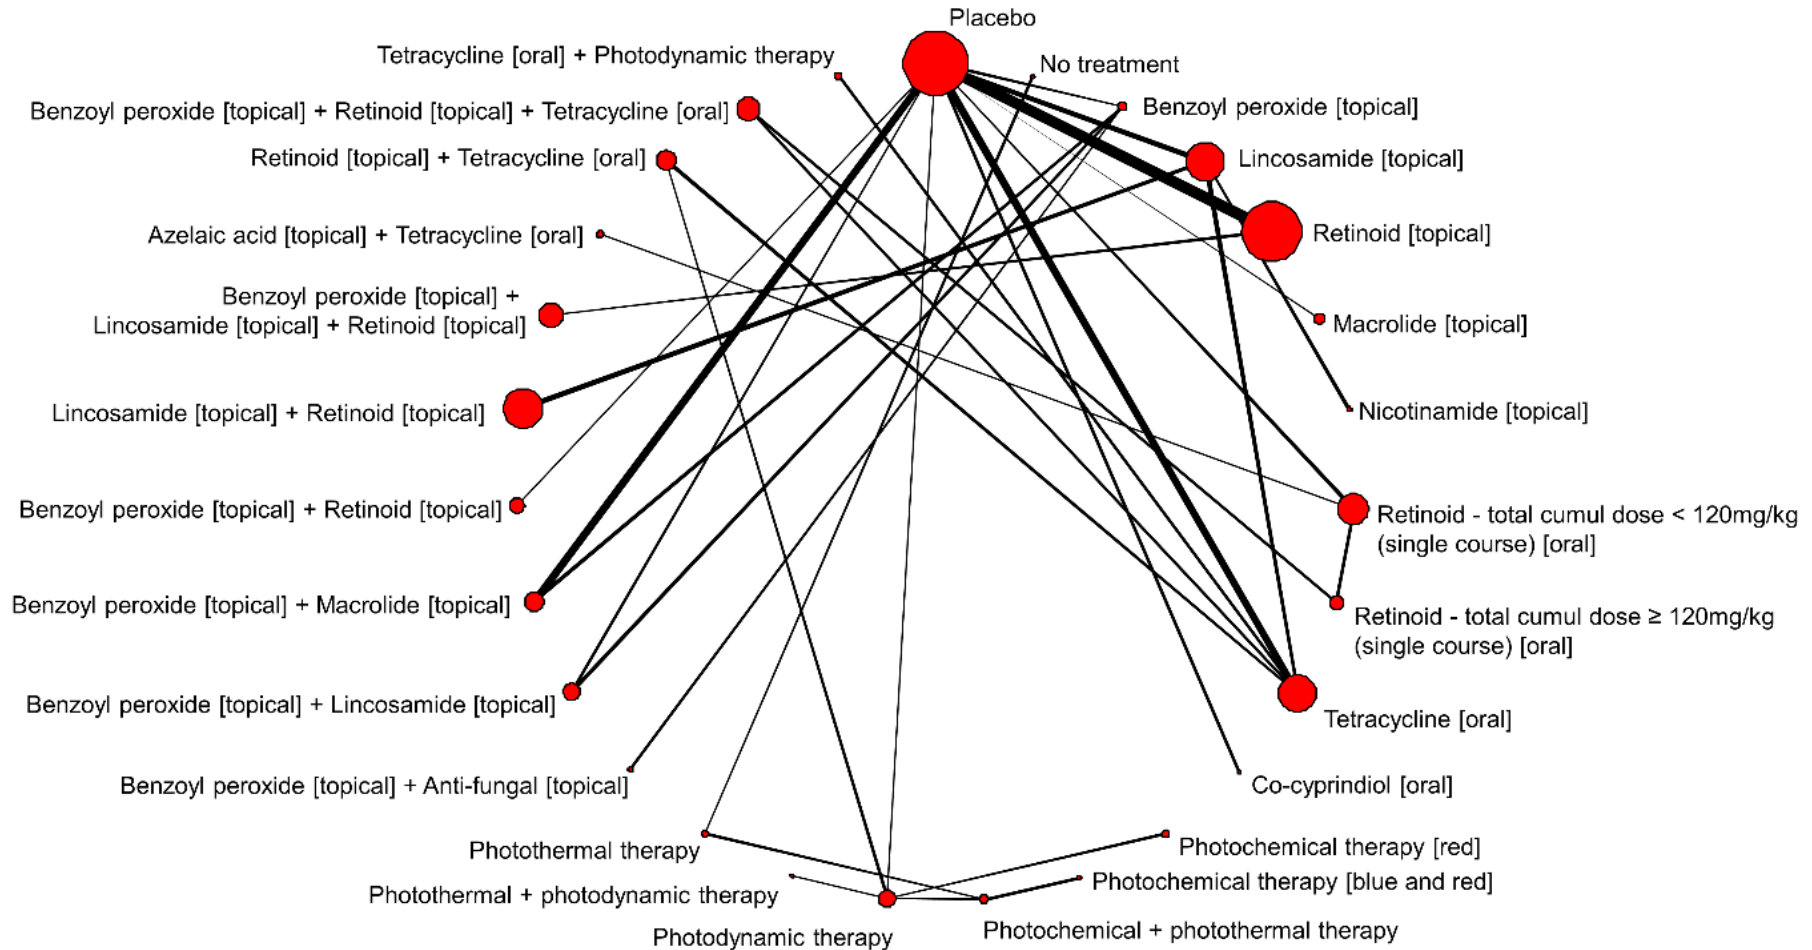 Placebo
Tetracycline [oral] + Photodynamic therapy
No treatment
Benzoyl peroxide [topical] + Retinoid [topical] + Tetracycline [oral]
Benzoyl peroxide [topical]
Retinoid [topical] + Tetracycline [oral]
Lincosamide [topical]
Azelaic acid [topical] + Tetracycline [oral]
Retinoid [topical]
Benzoyl peroxide [topical] +
Lincosamide [topical] + Retinoid [topical]
Macrolide [topical]
Lincosamide [topical] + Retinoid [topical]
Nicotinamide [topical]
Benzoyl peroxide [topical] + Retinoid [topical]
Retinoid - total cumul dose < 120mg/kg
(single course) [oral]
Benzoyl peroxide [topical] + Macrolide [topical]
Retinoid - total cumul dose ≥ 120mg/kg
(single course) [oral]
Benzoyl peroxide [topical] + Lincosamide [topical]
Tetracycline [oral]
Benzoyl peroxide [topical] + Anti-fungal [topical]
Co-cyprindiol [oral]
Photothermal therapy
Photochemical therapy [red]
Photothermal + photodynamic therapy
Photochemical therapy [blue and red]
Photodynamic therapy
Photochemical + photothermal therapy